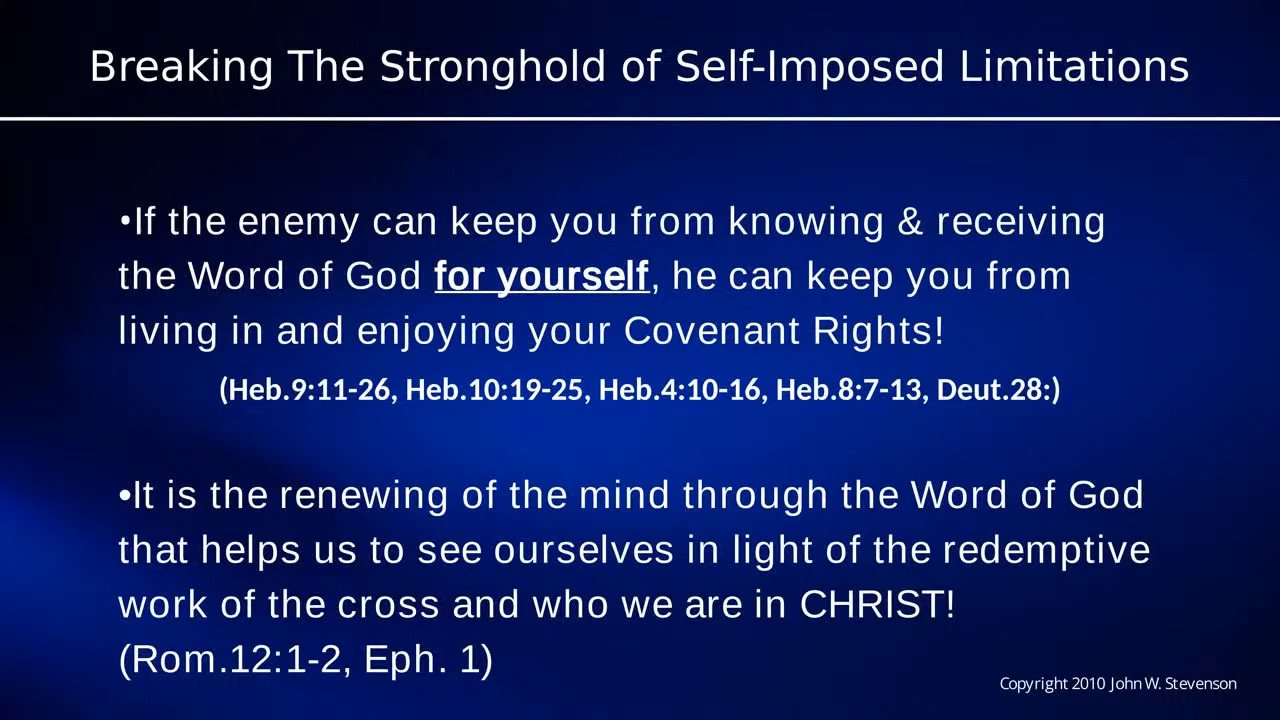 Breaking The Stronghold of Self-Imposed Limitations
•If the enemy can keep you from knowing & receiving
the Word of God for yourself, he can keep you from
living in and enjoying your Covenant Rights!
(Heb.9:11-26, Heb.10:19-25, Heb.4:10-16, Heb.8:7-13, Deut.28:)
•It is the renewing of the mind through the Word of God
that helps us to see ourselves in light of the redemptive
work of the cross and who we are in CHRIST!
(Rom.12:1-2, Eph. 1)
Copyright 2010 John W. Stevenson